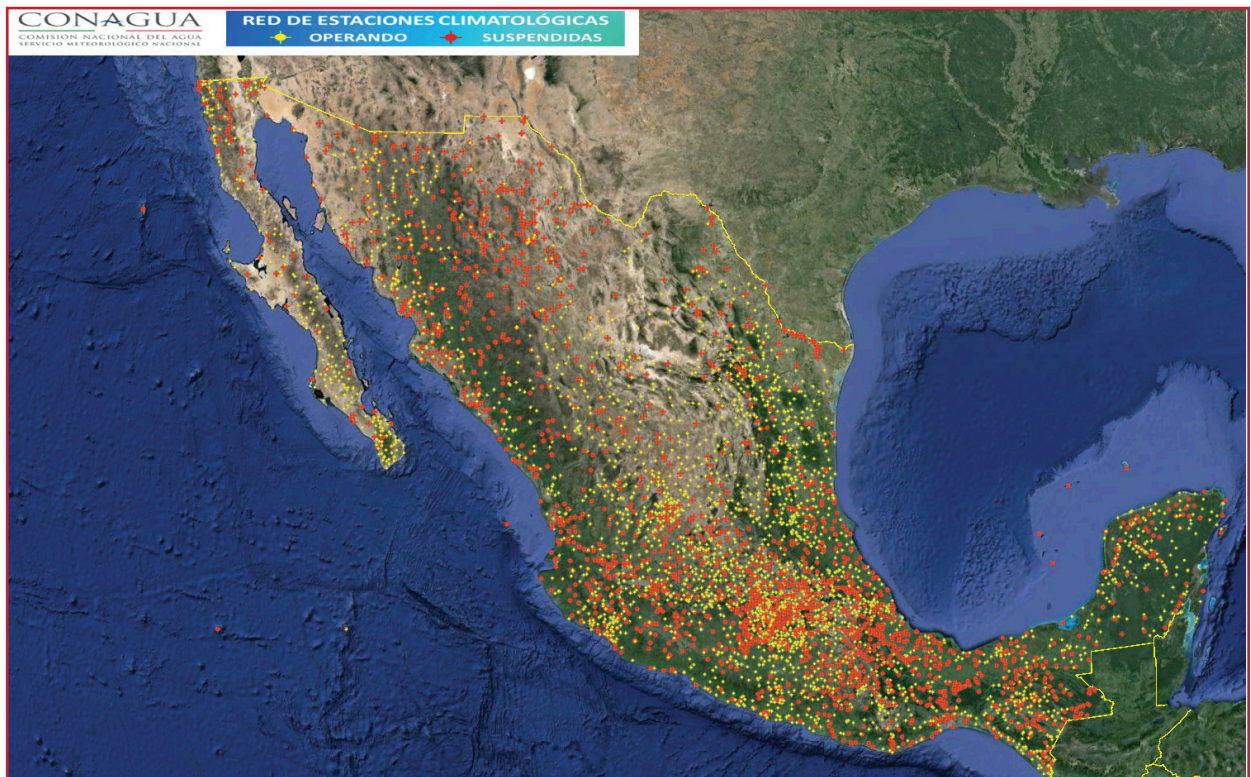 CONAGUA
COMISIÓN NACIONAL DEL AGUA
SERVICIO METEOROLÓGICO NACIONAL
RED DE ESTACIONES CLIMATOLÓGICAS
OPERANDO SUSPENDIDAS